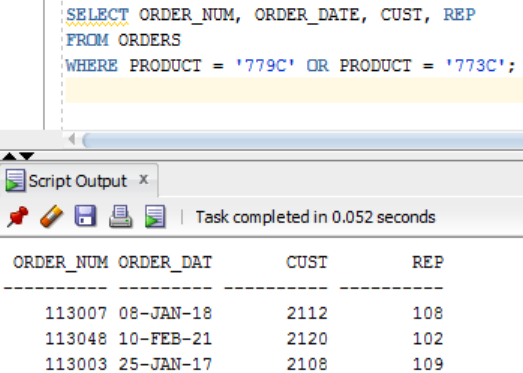 SELECT ORDER_NUM, ORDER_DATE, CUST, REP
FROM ORDERS
WHERE PRODUCT = '779C' OR PRODUCT = '773C';
Script Output x
Task completed in 0.052 seconds
ORDER_NUM ORDER_DAT CUST REP
---------- --------- ---------- ----------
113007 08-JAN-18 2112 108
113048 10-FEB-21 2120 102
113003 25-JAN-17 2108 109